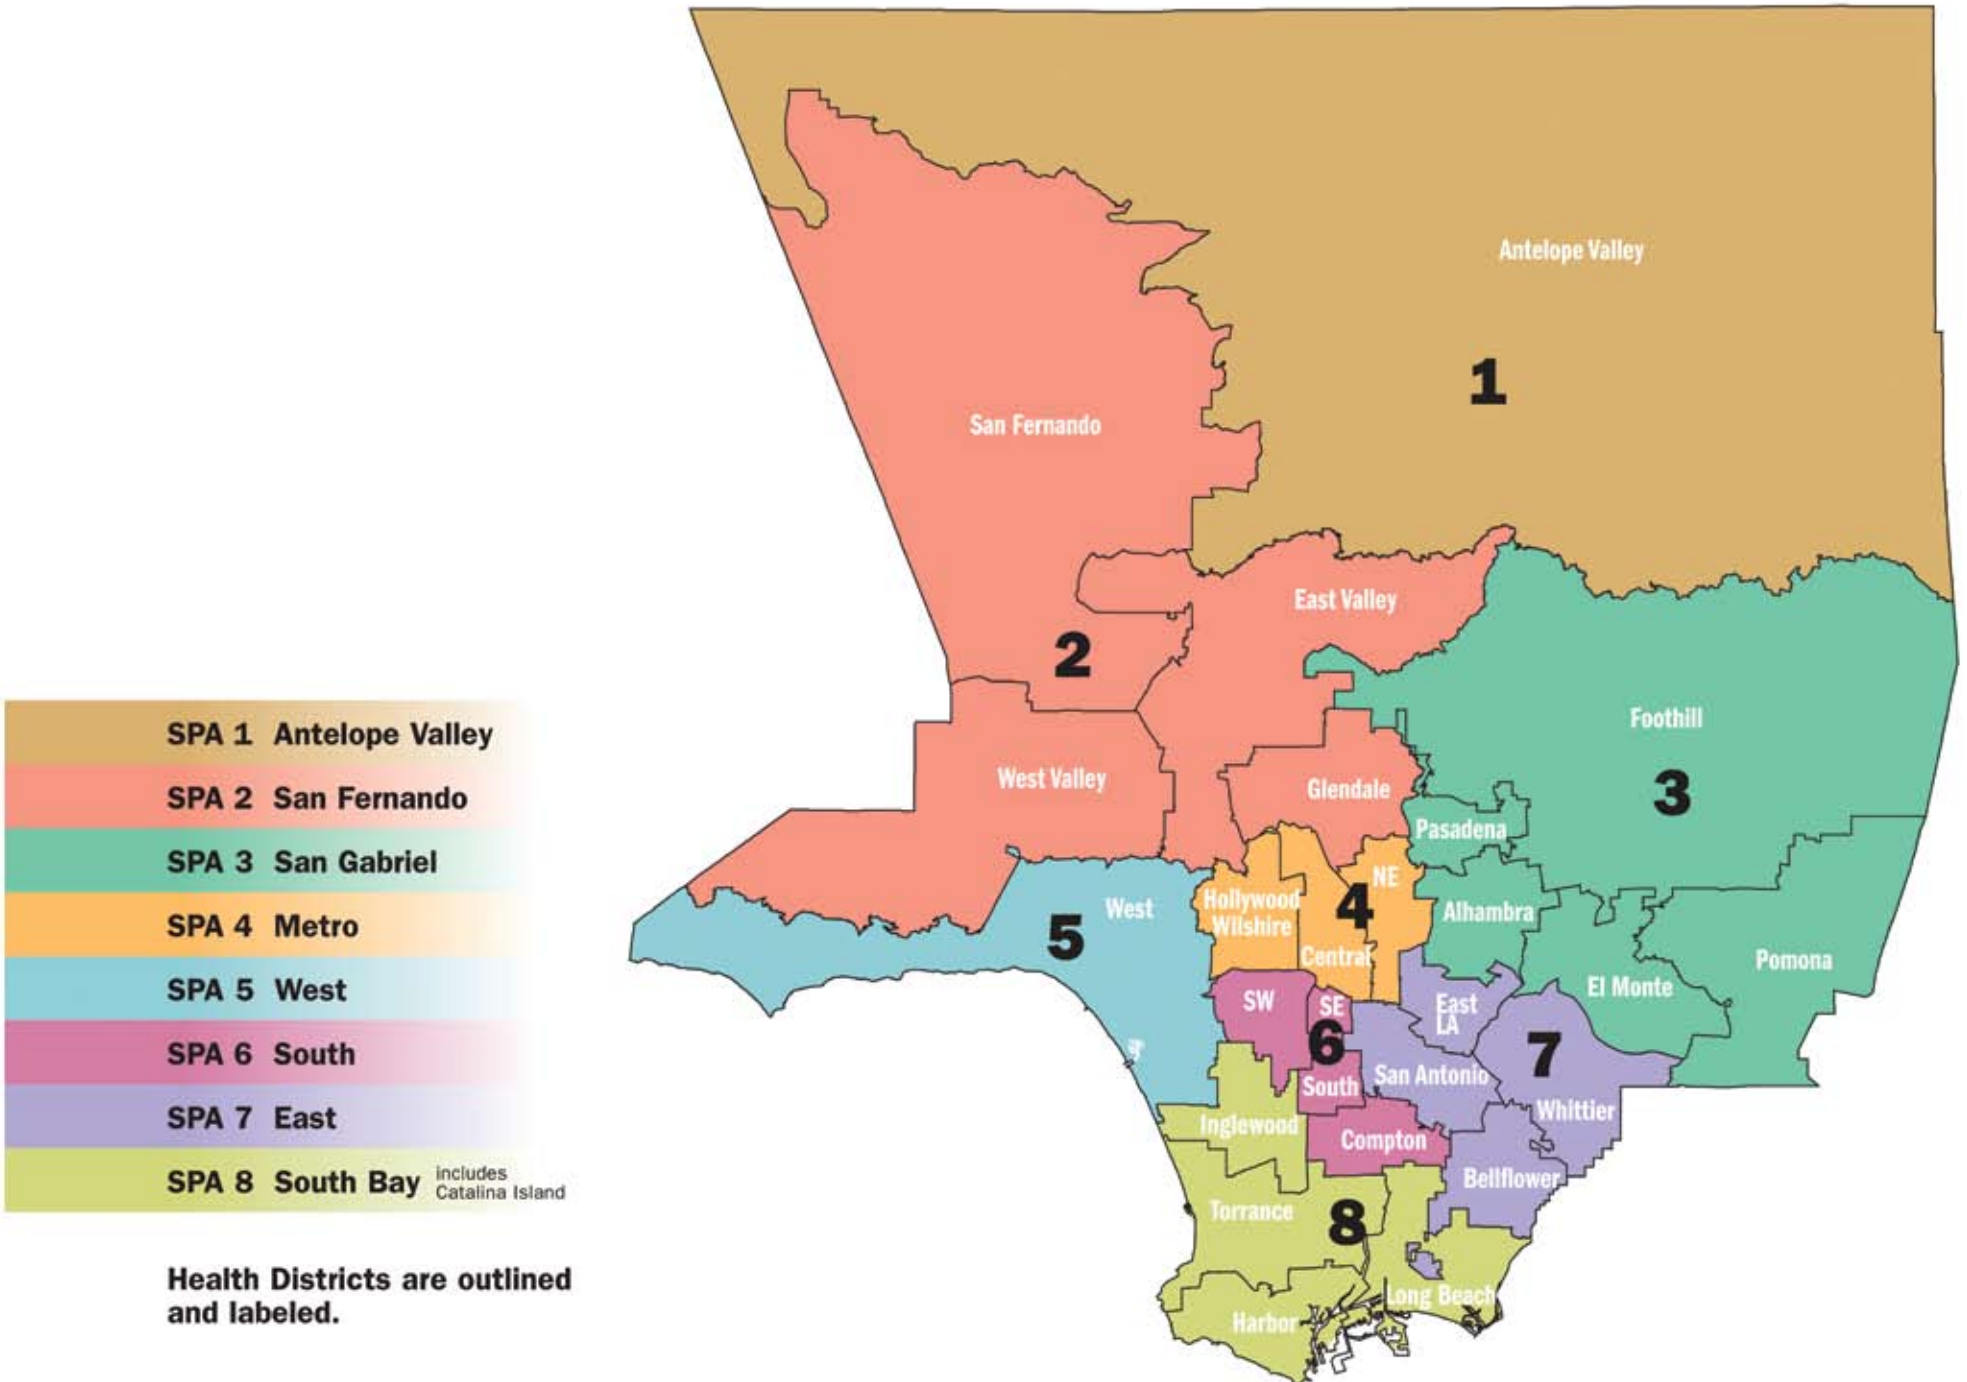 Antelope Valley
1
San Fernando
East Valley
2
Foothill
West Valley
Glendale
3
Pasadena
NE
Hollywood
Wilshire
4
West
5
Alhambra
Central
Pomona
El Monte
SW
SE
East
LA
6
7
San Antonio
South
Whittier
Inglewood
Compton
Bellflower
Torrance
8
Long Beach
Harbor
SPA 1 Antelope Valley
SPA 2 San Fernando
SPA 3 San Gabriel
SPA 4 Metro
SPA 5 West
SPA 6 South
SPA 7 East
SPA 8 South Bay includes
Catalina Island
Health Districts are outlined
and labeled.